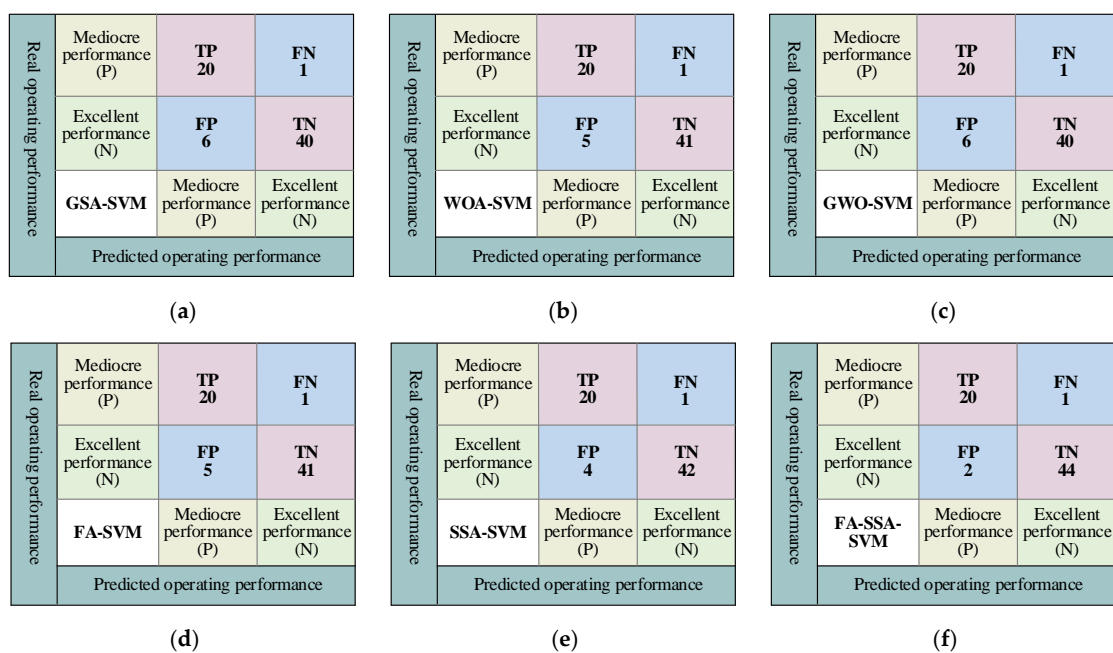 Real operating performance
Mediocre
performance
(P)
TP
20
FN
1
Excellent
performance
(N)
FP
6
TN
40
GSA-SVM
Mediocre
performance
(P)
Excellent
performance
(N)
Predicted operating performance
(a)
Real operating performance
Mediocre
performance
(P)
TP
20
FN
1
Excellent
performance
(N)
FP
5
TN
41
WOA-SVM
Mediocre
performance
(P)
Excellent
performance
(N)
Predicted operating performance
(b)
Real operating performance
Mediocre
performance
(P)
TP
20
FN
1
Excellent
performance
(N)
FP
6
TN
40
GWO-SVM
Mediocre
performance
(P)
Excellent
performance
(N)
Predicted operating performance
(c)
Real operating performance
Mediocre
performance
(P)
TP
20
FN
1
Excellent
performance
(N)
FP
5
TN
41
FA-SVM
Mediocre
performance
(P)
Excellent
performance
(N)
Predicted operating performance
(d)
Real operating performance
Mediocre
performance
(P)
TP
20
FN
1
Excellent
performance
(N)
FP
4
TN
42
SSA-SVM
Mediocre
performance
(P)
Excellent
performance
(N)
Predicted operating performance
(e)
Real operating performance
Mediocre
performance
(P)
TP
20
FN
1
Excellent
performance
(N)
FP
2
TN
44
FA-SSA-
SVM
Mediocre
performance
(P)
Excellent
performance
(N)
Predicted operating performance
(f)